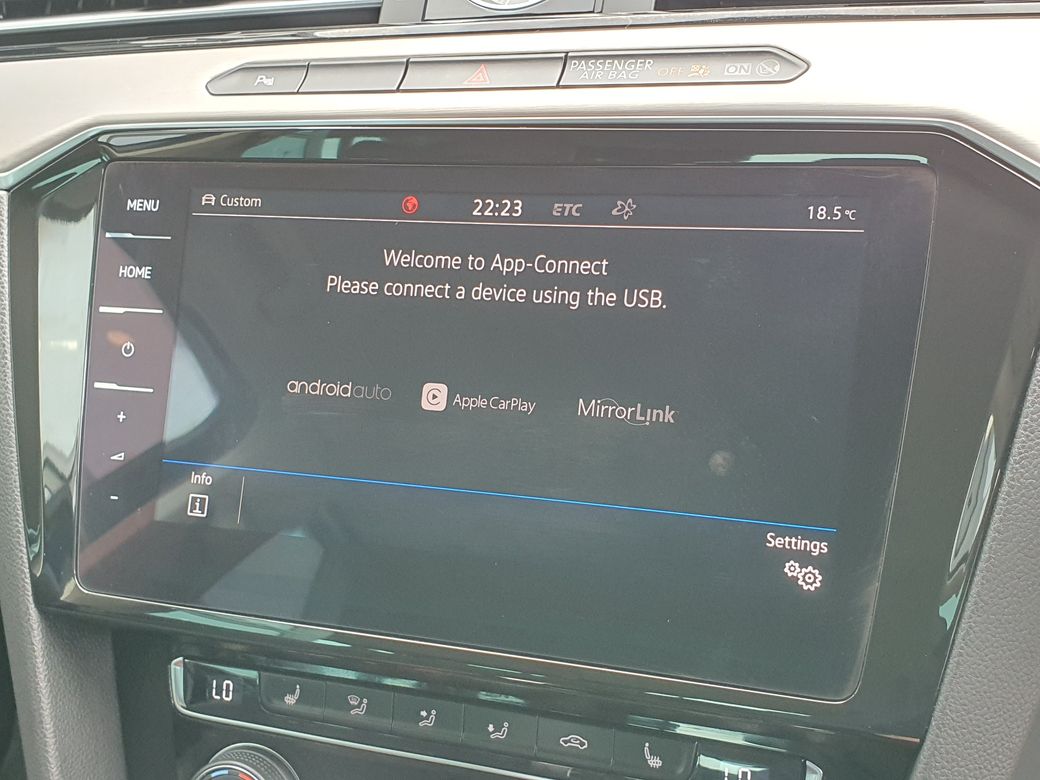 PASSENGER
AIR BAG OFF ON
MENU
Custom 22:23 ETC 18.5°C
Welcome to App-Connect
Please connect a device using the USB.
HOME
androidauto Apple CarPlay MirrorLink
+
-
Info
i
Settings
LO
LO